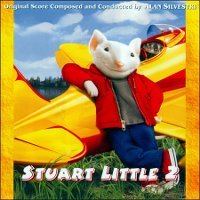 Original Score Composed and Conducted by ALAN SILVESTRI
STUART LITTLE 2